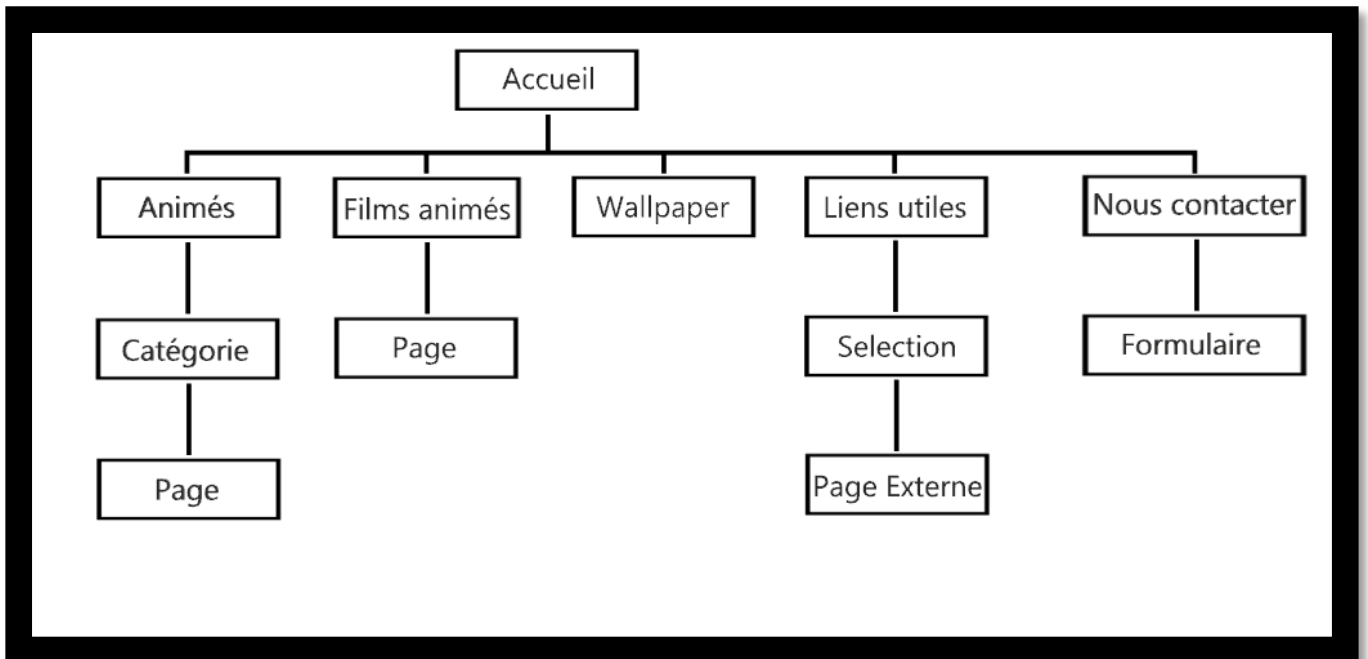 Accueil
Animés
Films animés
Wallpaper
Liens utiles
Nous contacter
Catégorie
Page
Selection
Formulaire
Page
Page Externe